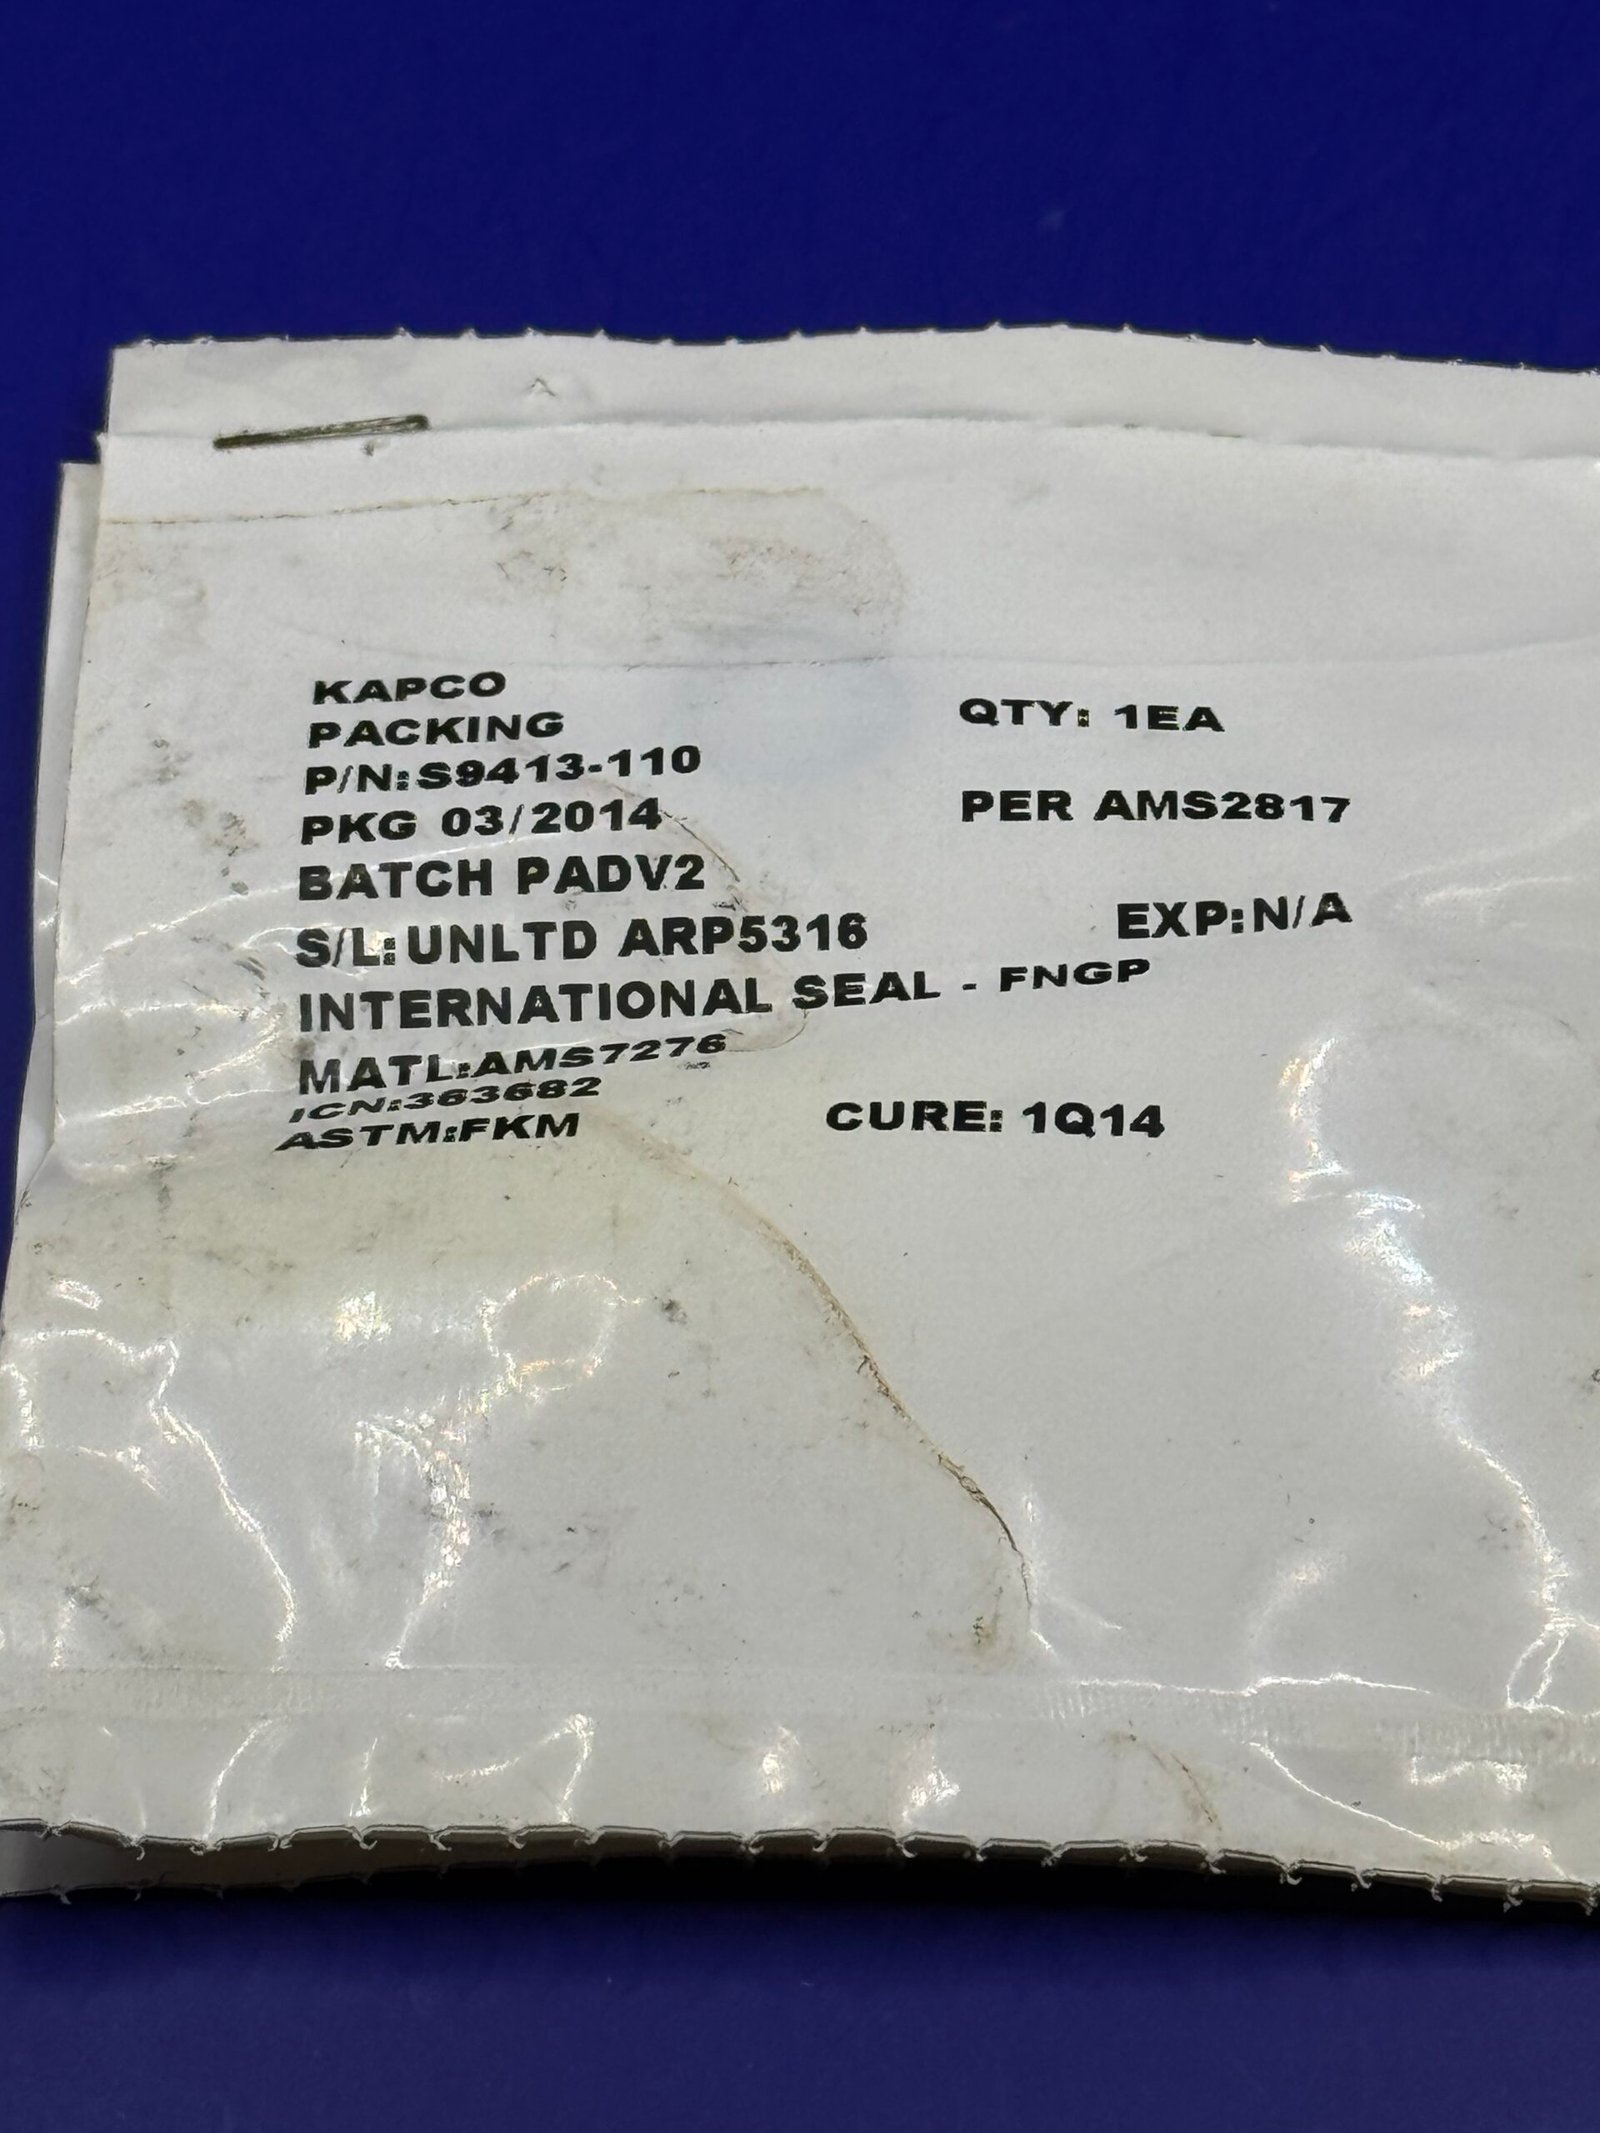 KAPCO
PACKING
P/N:S9413-110
QTY: 1EA
PKG 03/2014
PER AMS2817
BATCH PADV2
S/L:UNLTD ARP5316
EXP:N/A
INTERNATIONAL SEAL - FNGP
MATL:AMS7276
ICN:363682
ASTM:FKM
CURE: 1Q14